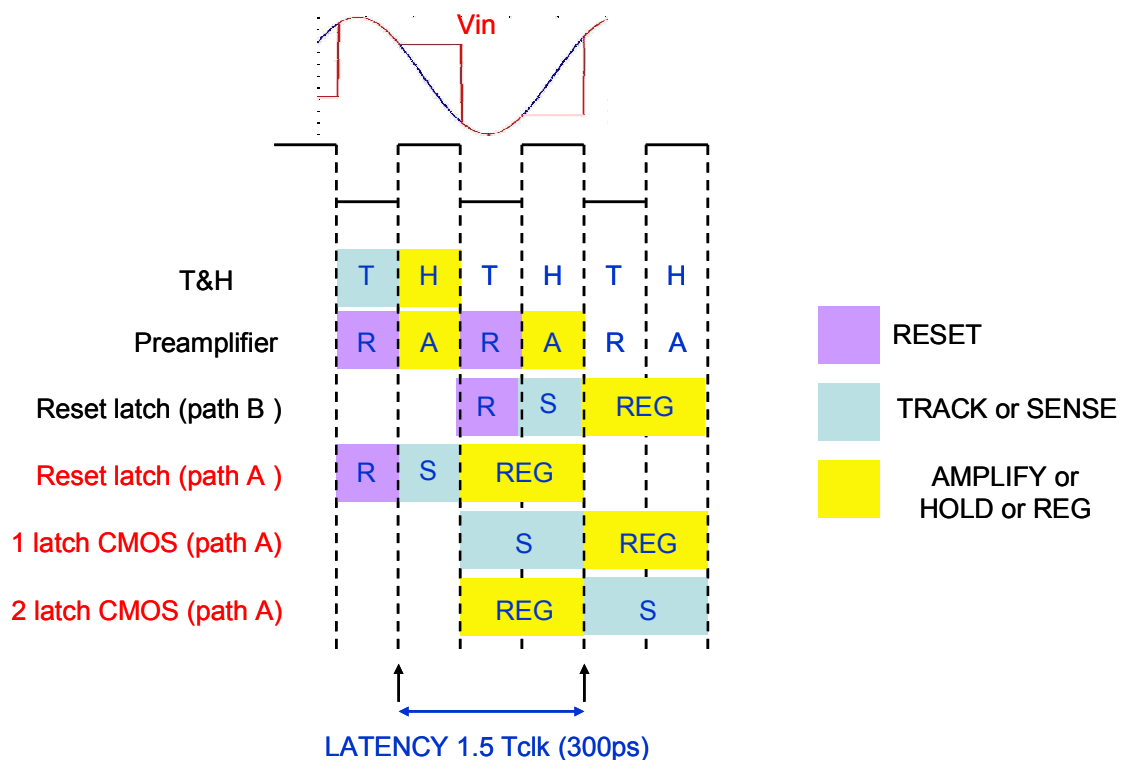 Vin
T&H T H T H T H
Preamplifier R A R A R A
Reset latch (path B ) R S REG
Reset latch (path A ) R S REG
1 latch CMOS (path A) S REG
2 latch CMOS (path A) REG S
LATENCY 1.5 Tclk (300ps)
RESET
TRACK or SENSE
AMPLIFY or
HOLD or REG